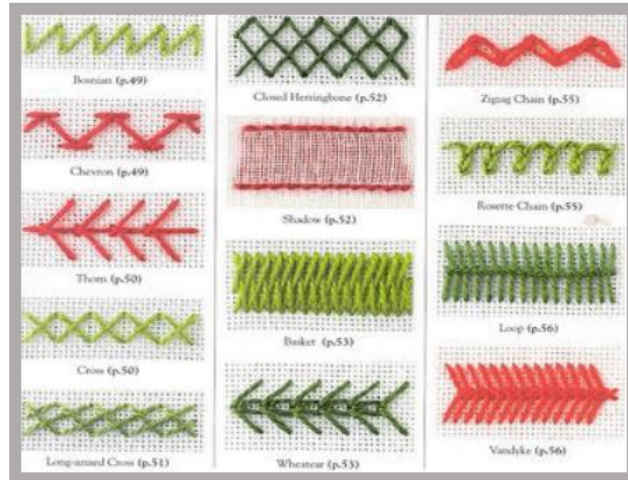 Bosnian (p.49)
Chevron (p.49)
Thorn (p.50)
Cross (p.50)
Long-armed Cross (p.51)
Closed Herringbone (p.52)
Shadow (p.52)
Basket (p.53)
Wheatear (p.53)
Zigzag Chain (p.55)
Rosette Chain (p.55)
Loop (p.56)
Vandyke (p.56)